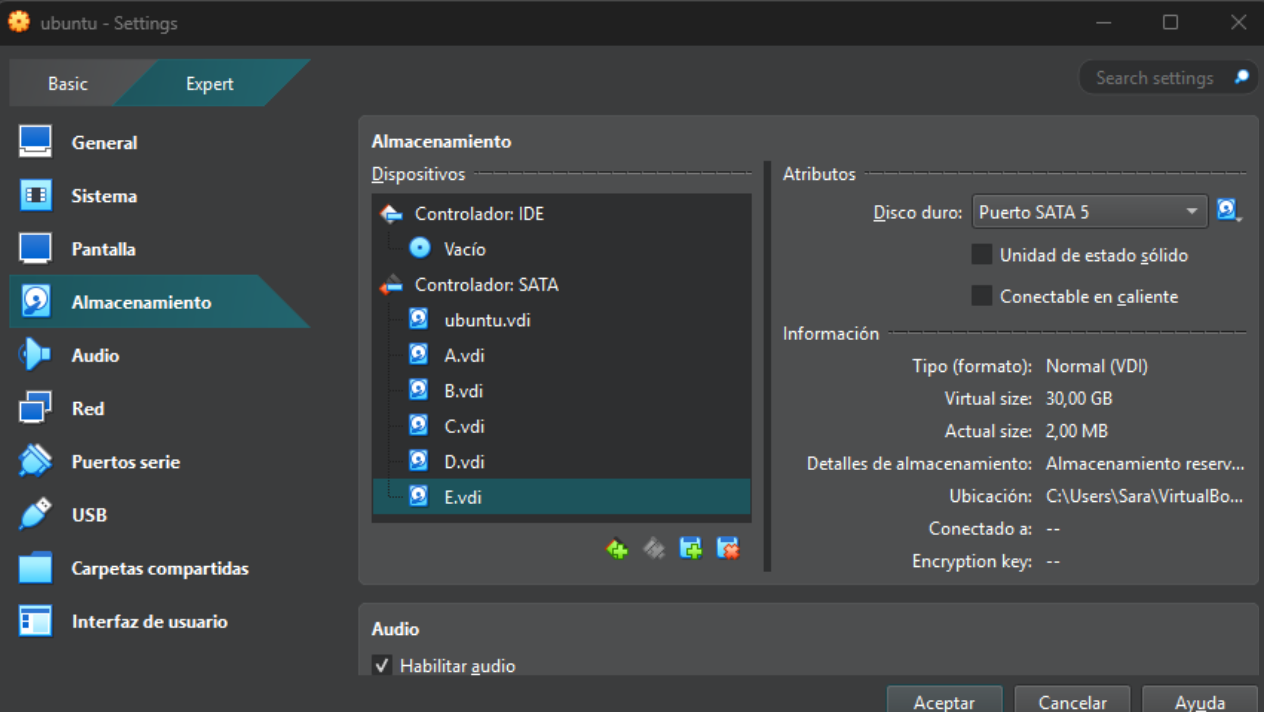 ubuntu - Settings
Basic
Expert
Search settings
General
Sistema
Pantalla
Almacenamiento
Audio
Red
Puertos serie
USB
Carpetas compartidas
Interfaz de usuario
Almacenamiento
Dispositivos
Controlador: IDE
Vacío
Controlador: SATA
ubuntu.vdi
A.vdi
B.vdi
C.vdi
D.vdi
E.vdi
Atributos
Disco duro: Puerto SATA 5
Unidad de estado sólido
Conectable en caliente
Información
Tipo (formato): Normal (VDI)
Virtual size: 30,00 GB
Actual size: 2,00 MB
Detalles de almacenamiento: Almacenamiento reserv...
Ubicación: C:\Users\Sara\VirtualBo...
Conectado a: --
Encryption key: --
Audio
Habilitar audio
Aceptar
Cancelar
Ayuda